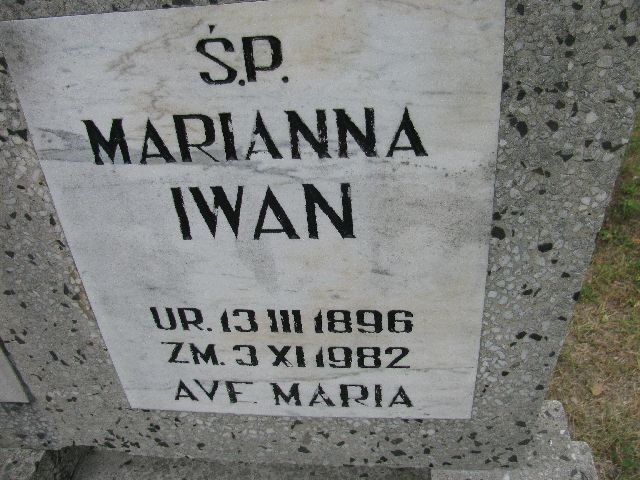 Ś.P.
MARIANNA
IWAN
UR. 13 III 1896
ZM. 3 XI 1982
AVE MARIA